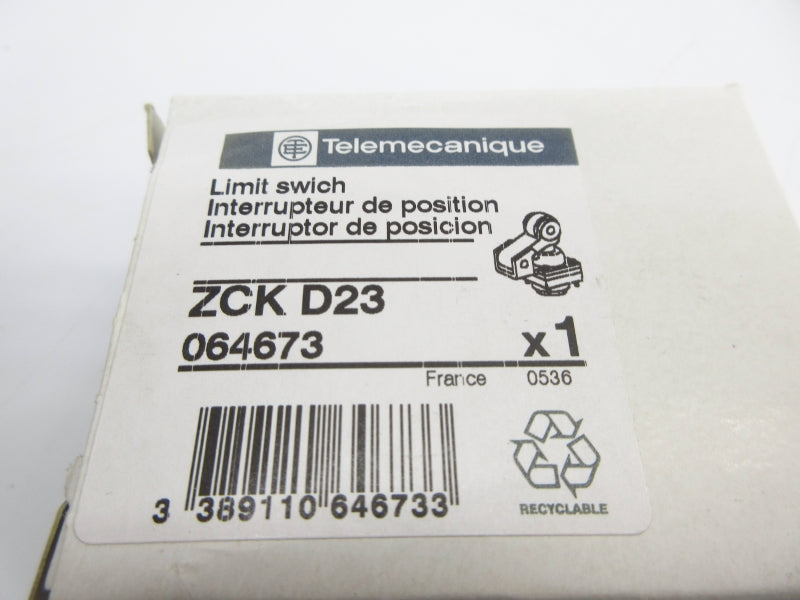 Telemecanique
Limit swich
Interrupteur de position
Interruptor de posicion
ZCK D23
064673 x1
France 0536
3 389110 646733
RECYCLABLE